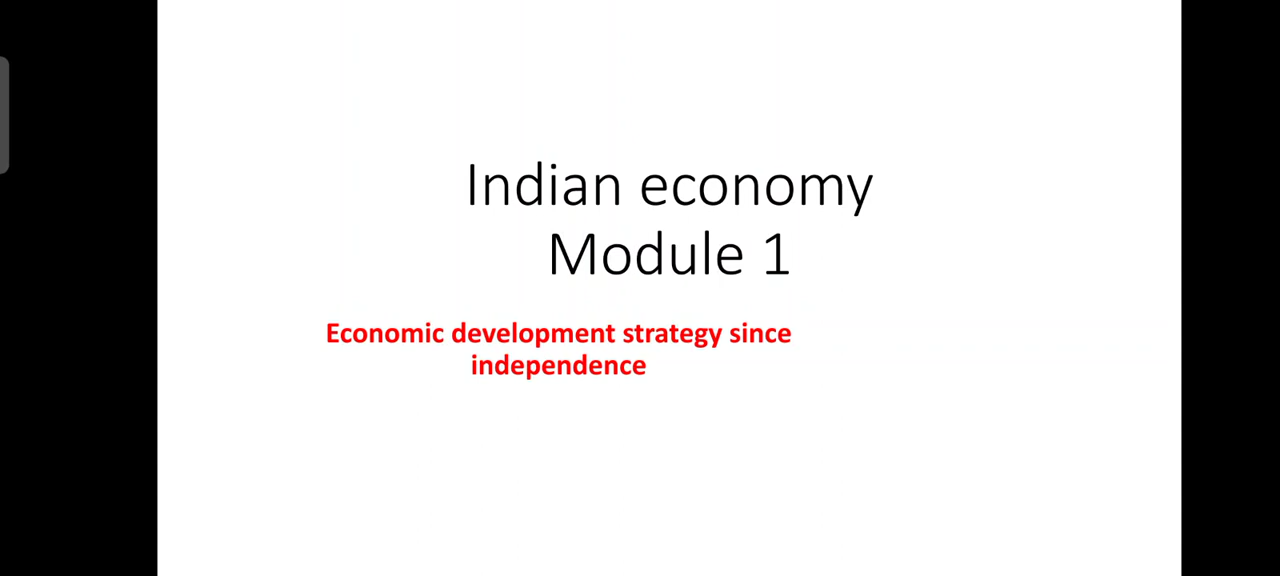 Indian economy
Module 1
Economic development strategy since
independence